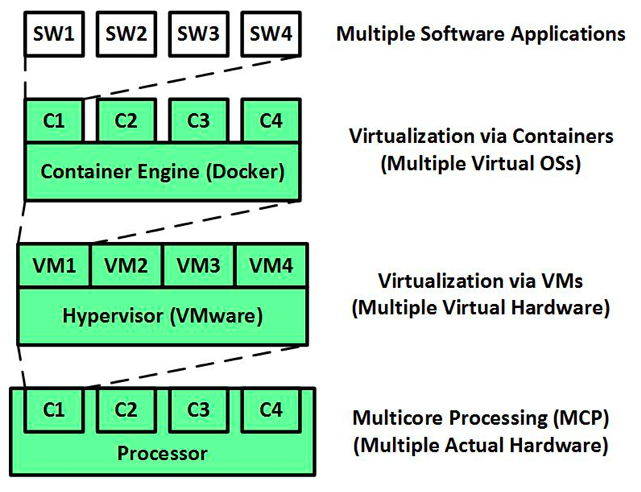 SW1 SW2 SW3 SW4 Multiple Software Applications
C1 C2 C3 C4
Container Engine (Docker)
Virtualization via Containers
(Multiple Virtual OSs)
VM1 VM2 VM3 VM4
Hypervisor (VMware)
Virtualization via VMs
(Multiple Virtual Hardware)
C1 C2 C3 C4
Processor
Multicore Processing (MCP)
(Multiple Actual Hardware)